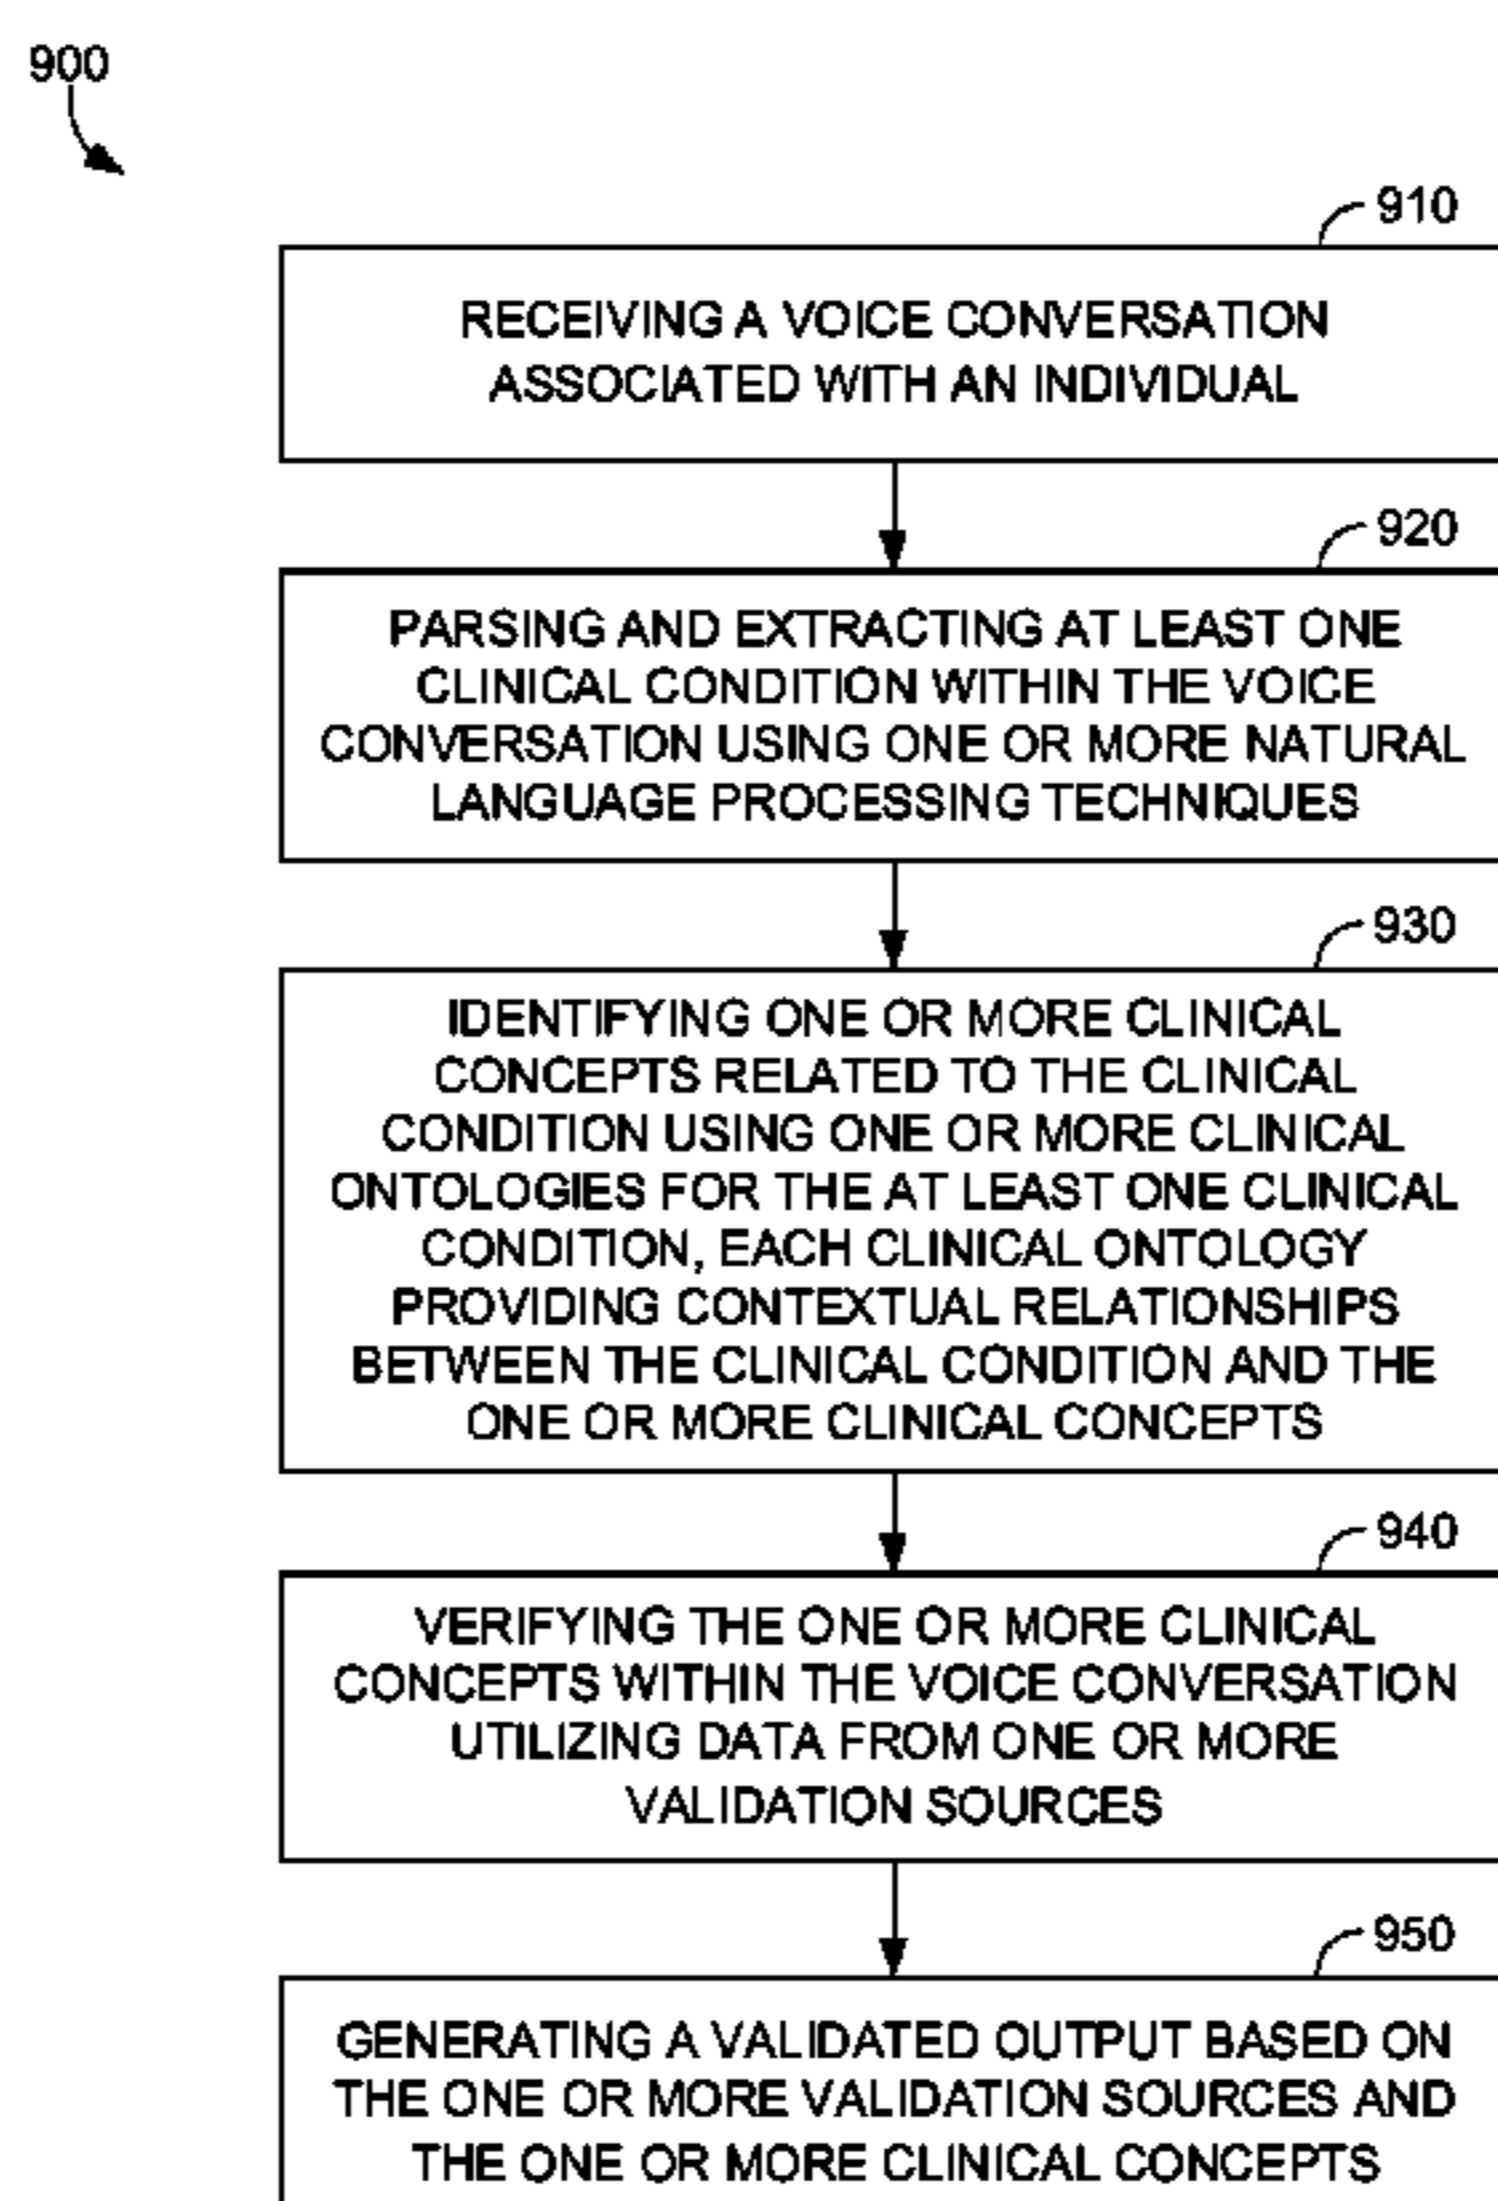 900
910
RECEIVING A VOICE CONVERSATION
ASSOCIATED WITH AN INDIVIDUAL
920
PARSING AND EXTRACTING AT LEAST ONE
CLINICAL CONDITION WITHIN THE VOICE
CONVERSATION USING ONE OR MORE NATURAL
LANGUAGE PROCESSING TECHNIQUES
930
IDENTIFYING ONE OR MORE CLINICAL
CONCEPTS RELATED TO THE CLINICAL
CONDITION USING ONE OR MORE CLINICAL
ONTOLOGIES FOR THE AT LEAST ONE CLINICAL
CONDITION, EACH CLINICAL ONTOLOGY
PROVIDING CONTEXTUAL RELATIONSHIPS
BETWEEN THE CLINICAL CONDITION AND THE
ONE OR MORE CLINICAL CONCEPTS
940
VERIFYING THE ONE OR MORE CLINICAL
CONCEPTS WITHIN THE VOICE CONVERSATION
UTILIZING DATA FROM ONE OR MORE
VALIDATION SOURCES
950
GENERATING A VALIDATED OUTPUT BASED ON
THE ONE OR MORE VALIDATION SOURCES AND
THE ONE OR MORE CLINICAL CONCEPTS